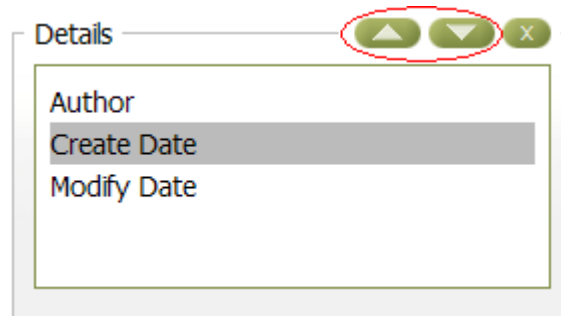 Details
X
Author
Create Date
Modify Date